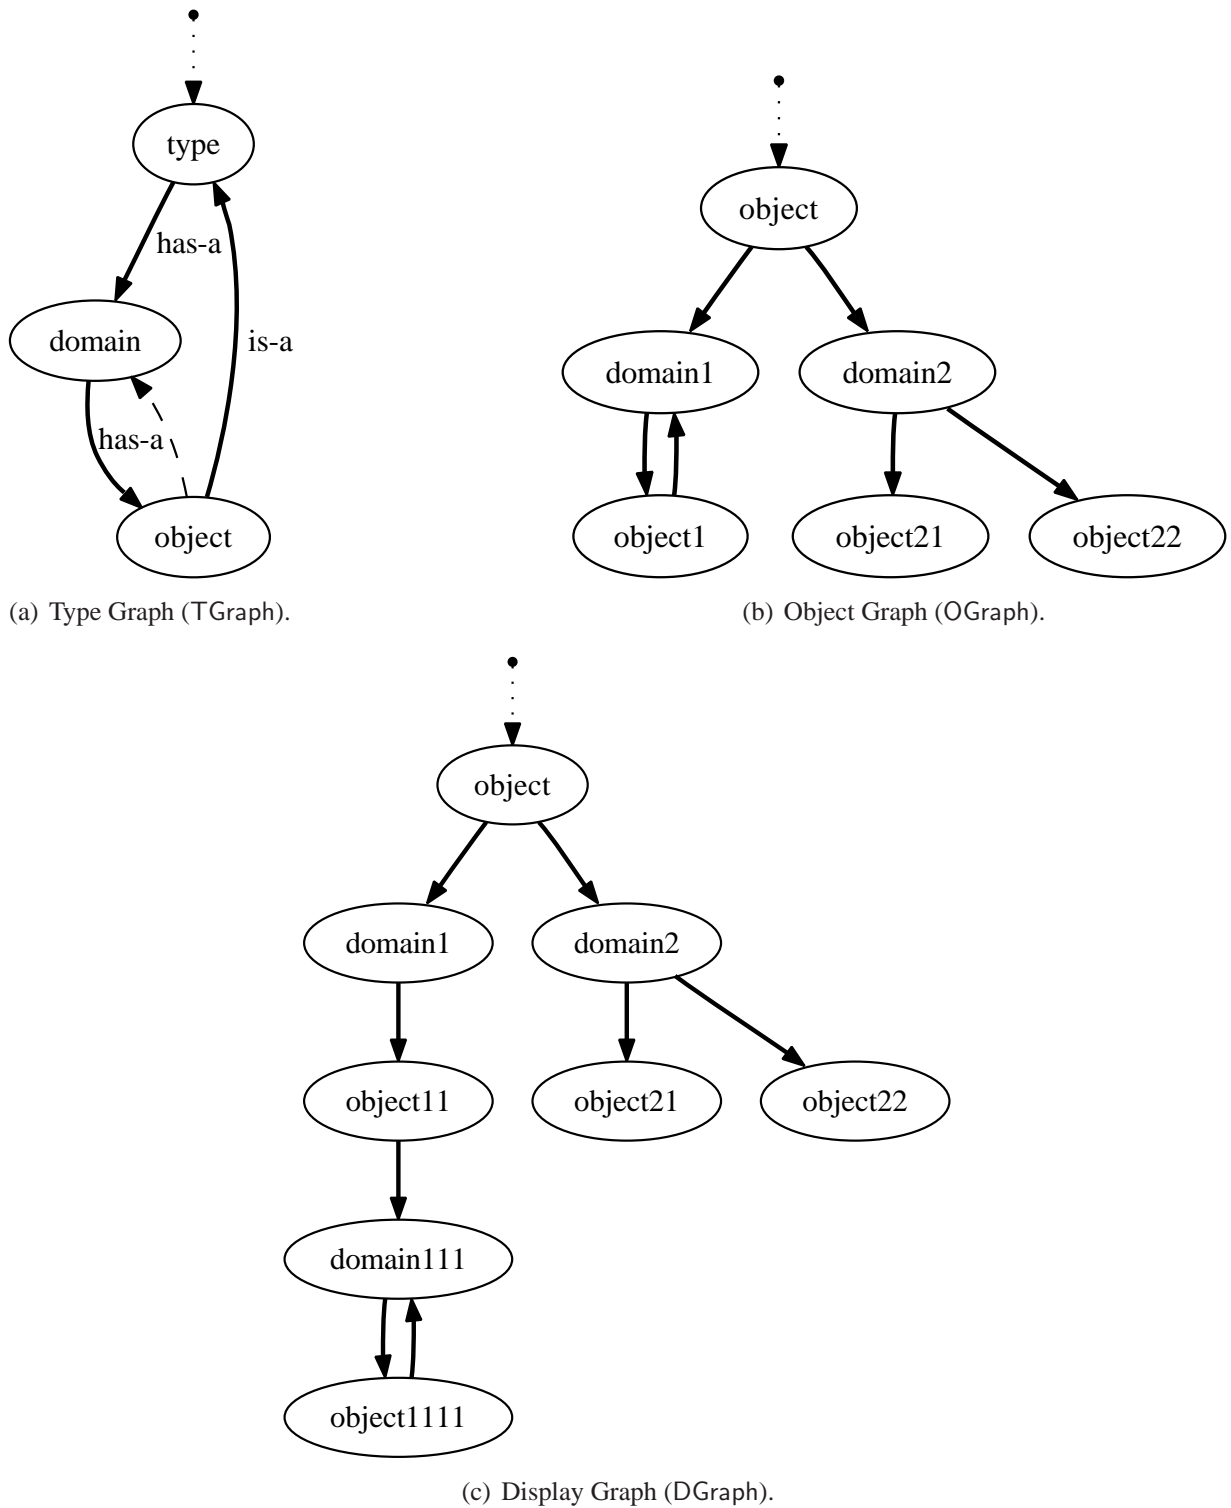 type
has-a
domain
is-a
has-a
object
(a) Type Graph (TGraph).
object
domain1
domain2
object1
object21
object22
(b) Object Graph (OGraph).
object
domain1
domain2
object11
object21
object22
domain111
object1111
(c) Display Graph (DGraph).